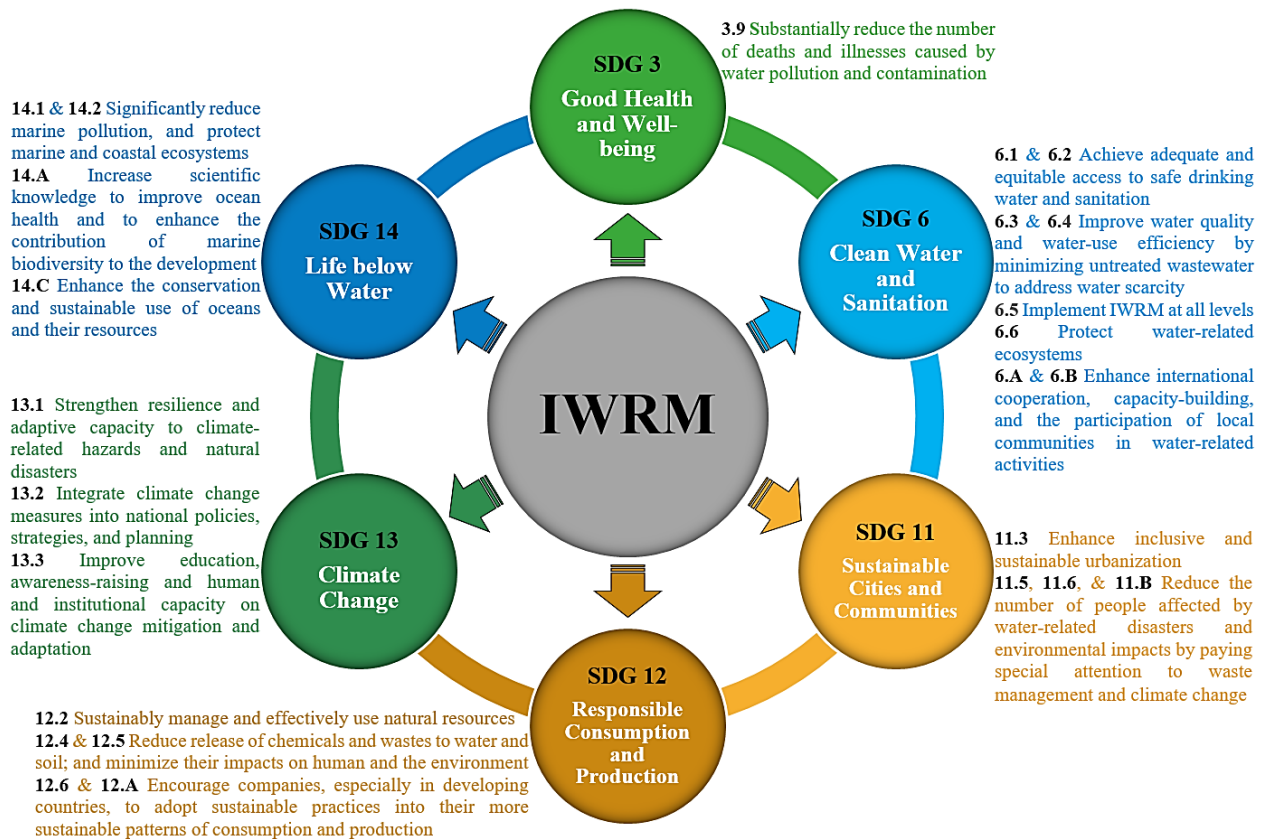 SDG 3
Good Health
and Well-
being
3.9 Substantially reduce the number
of deaths and illnesses caused by
water pollution and contamination
SDG 6
Clean Water
and
Sanitation
6.1 & 6.2 Achieve adequate and
equitable access to safe drinking
water and sanitation
6.3 & 6.4 Improve water quality
and water-use efficiency by
minimizing untreated wastewater
to address water scarcity
6.5 Implement IWRM at all levels
6.6 Protect water-related
ecosystems
6.A & 6.B Enhance international
cooperation, capacity-building,
and the participation of local
communities in water-related
activities
SDG 11
Sustainable
Cities and
Communities
11.3 Enhance inclusive and
sustainable urbanization
11.5, 11.6, & 11.B Reduce the
number of people affected by
water-related disasters and
environmental impacts by paying
special attention to waste
management and climate change
SDG 12
Responsible
Consumption
and
Production
12.2 Sustainably manage and effectively use natural resources
12.4 & 12.5 Reduce release of chemicals and wastes to water and
soil; and minimize their impacts on human and the environment
12.6 & 12.A Encourage companies, especially in developing
countries, to adopt sustainable practices into their more
sustainable patterns of consumption and production
SDG 13
Climate
Change
13.1 Strengthen resilience and
adaptive capacity to climate-
related hazards and natural
disasters
13.2 Integrate climate change
measures into national policies,
strategies, and planning
13.3 Improve education,
awareness-raising and human
and institutional capacity on
climate change mitigation and
adaptation
SDG 14
Life below
Water
14.1 & 14.2 Significantly reduce
marine pollution, and protect
marine and coastal ecosystems
14.A Increase scientific
knowledge to improve ocean
health and to enhance the
contribution of marine
biodiversity to the development
14.C Enhance the conservation
and sustainable use of oceans
and their resources
IWRM